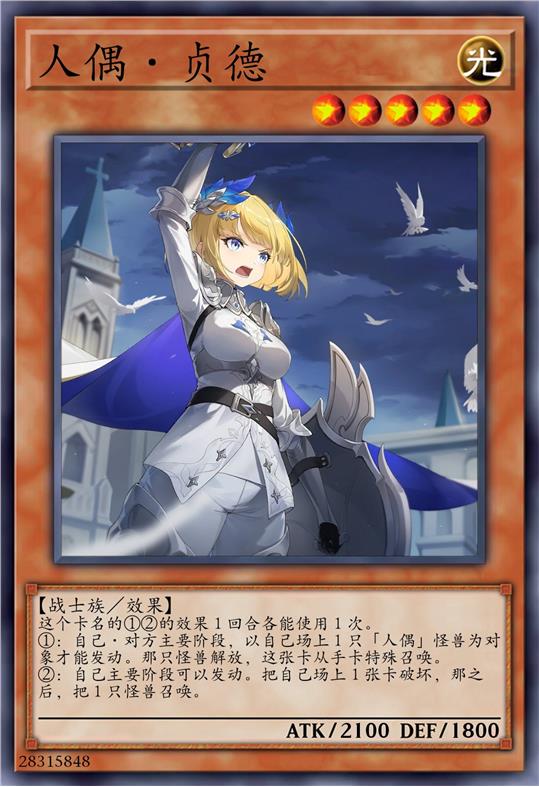 人偶·贞德
光
【战士族／效果】
这个卡名的①②的效果１回合各能使用１次。
①：自己·对方主要阶段，以自己场上１只「人偶」怪兽为对
象才能发动。那只怪兽解放，这张卡从手卡特殊召唤。
②：自己主要阶段可以发动。把自己场上１张卡破坏，那之
后，把１只怪兽召唤。
ATK/2100 DEF/1800
28315848